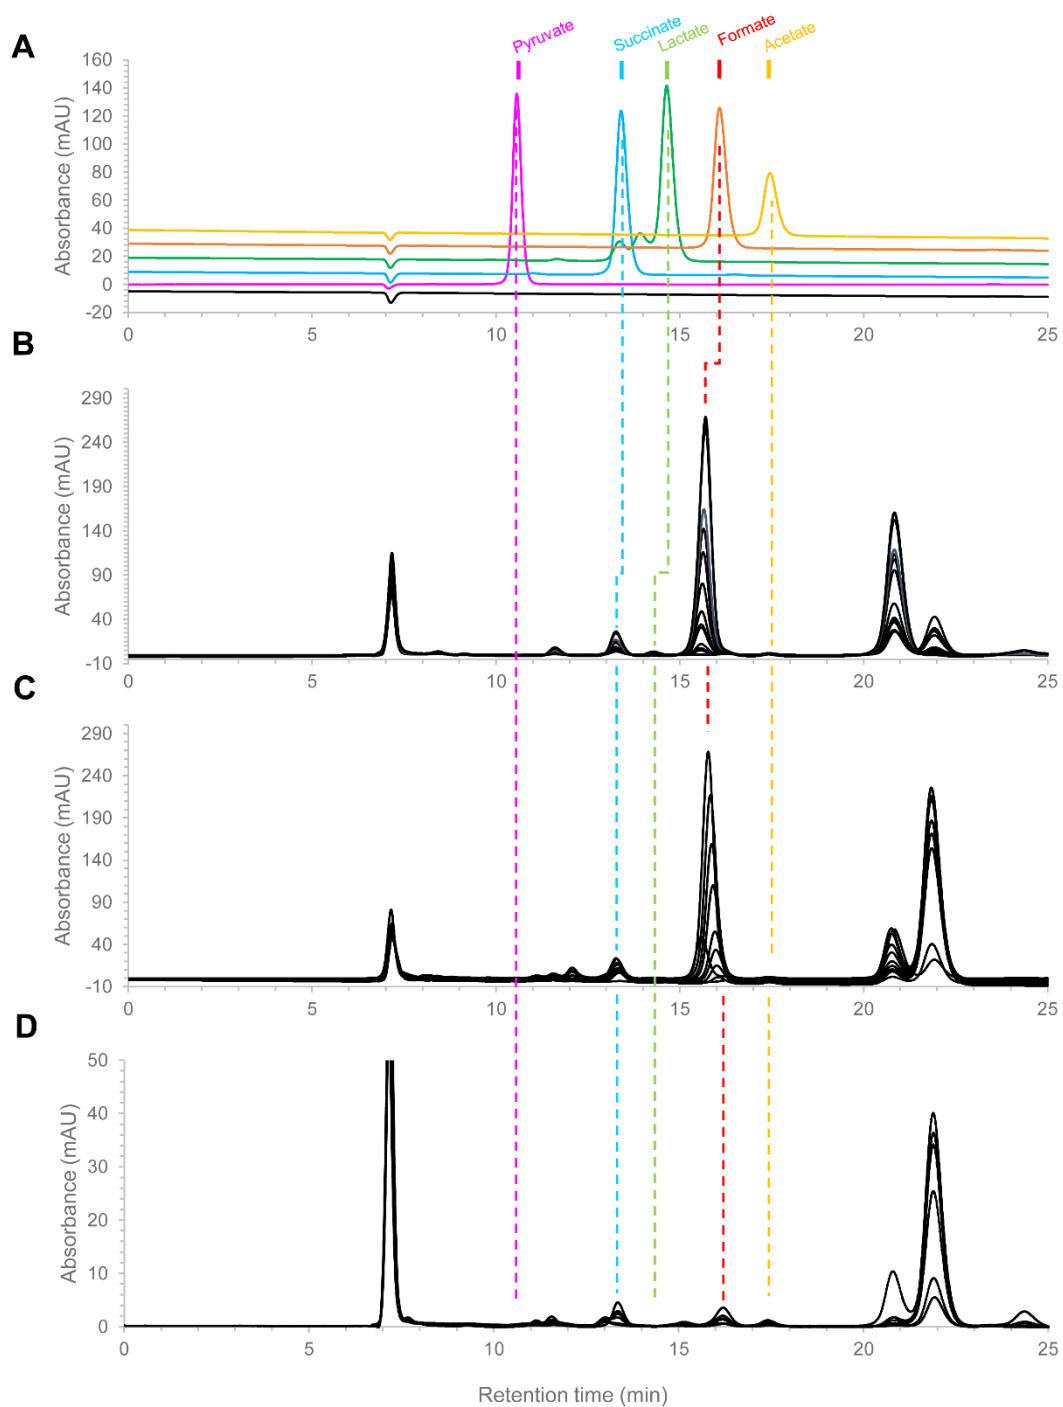 Pyruvate Succinate Lactate Formate Acetate
A
160
140
120
100
80
60
40
20
0
-20
Absorbance (mAU)
0 5 10 15 20 25
B
290
240
190
140
90
40
-10
Absorbance (mAU)
0 5 10 15 20 25
C
290
240
190
140
90
40
-10
Absorbance (mAU)
0 5 10 15 20 25
D
50
40
30
20
10
0
Absorbance (mAU)
0 5 10 15 20 25
Retention time (min)